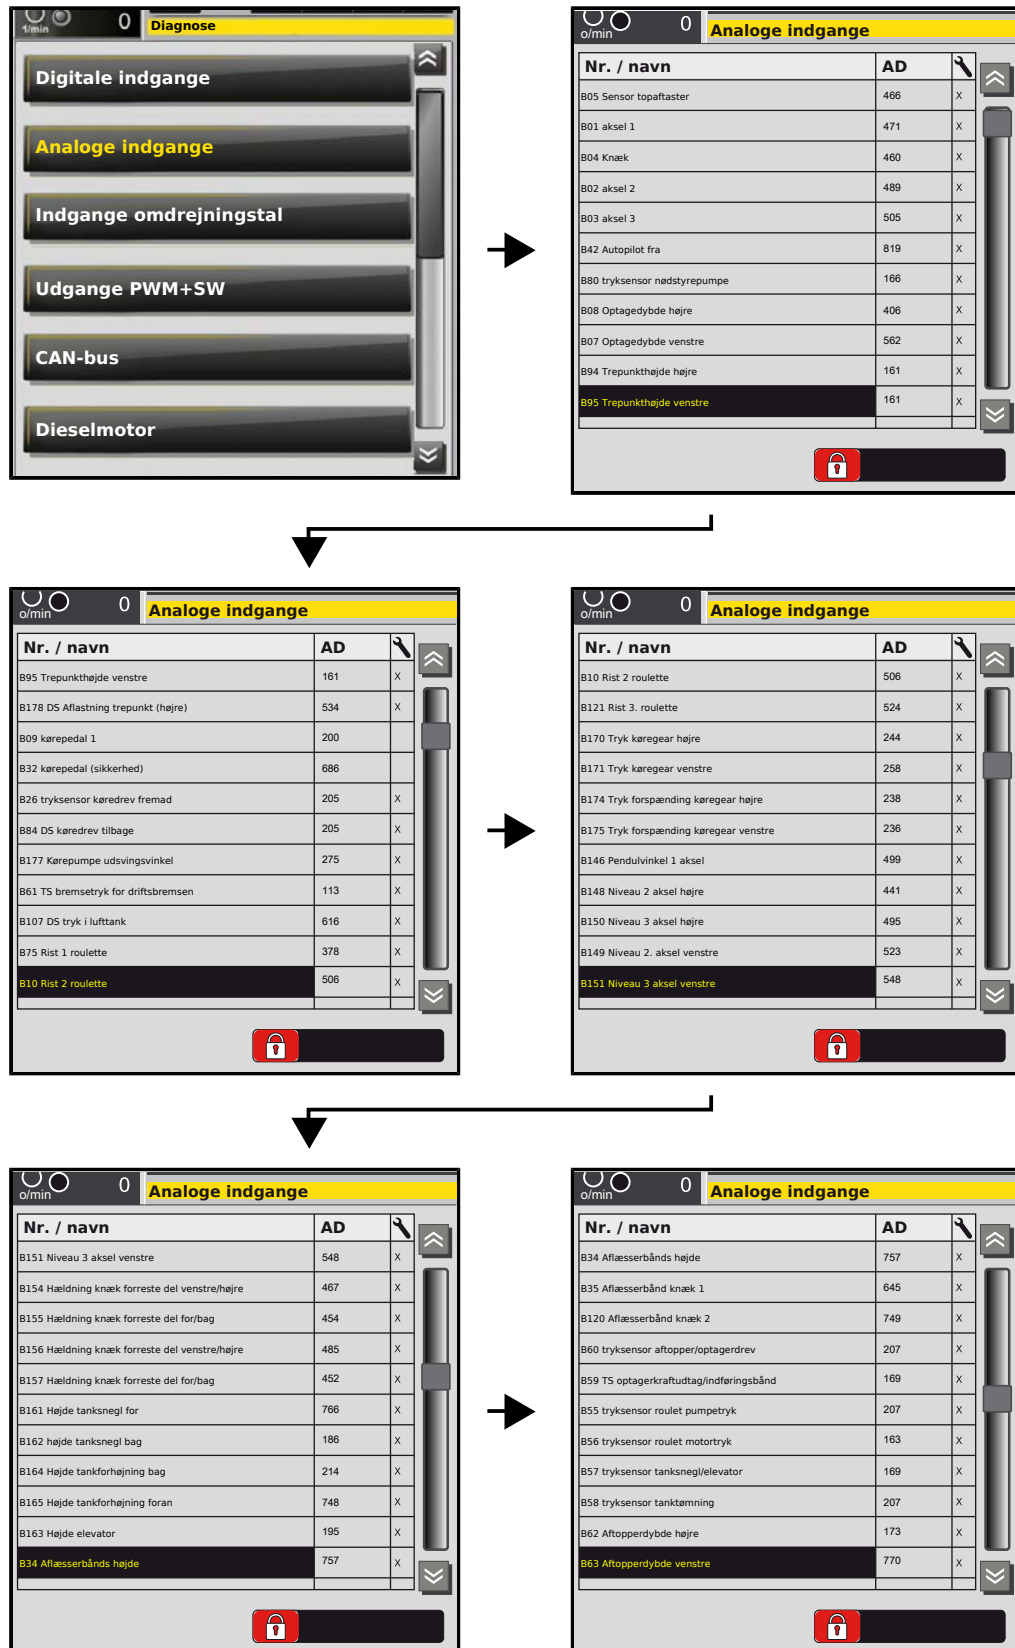 1/min 0 Diagnose
Digitale indgange
Analoge indgange
Indgange omdrejningstal
Udgange PWM+SW
CAN-bus
Dieselmotor
o/min 0 Analoge indgange
Nr. / navn AD
B05 Sensor topaftaster 466 X
B01 aksel 1 471 X
B04 Knæk 460 X
B02 aksel 2 489 X
B03 aksel 3 505 X
B42 Autopilot fra 819 X
B80 tryksensor nødstyrepumpe 166 X
B08 Optagedybde højre 406 X
B07 Optagedybde venstre 562 X
B94 Trepunkthøjde højre 161 X
B95 Trepunkthøjde venstre 161 X
o/min 0 Analoge indgange
Nr. / navn AD
B95 Trepunkthøjde venstre 161 X
B178 DS Aflastning trepunkt (højre) 534 X
B09 kørepedal 1 200
B32 kørepedal (sikkerhed) 686
B26 tryksensor køredrev fremad 205 X
B84 DS køredrev tilbage 205 X
B177 Kørepumpe udsvingsvinkel 275 X
B61 TS bremsetryk for driftsbremsen 113 X
B107 DS tryk i lufttank 616 X
B75 Rist 1 roulette 378 X
B10 Rist 2 roulette 506 X
o/min 0 Analoge indgange
Nr. / navn AD
B10 Rist 2 roulette 506 X
B121 Rist 3. roulette 524 X
B170 Tryk køregear højre 244 X
B171 Tryk køregear venstre 258 X
B174 Tryk forspænding køregear højre 238 X
B175 Tryk forspænding køregear venstre 236 X
B146 Pendulvinkel 1 aksel 499 X
B148 Niveau 2 aksel højre 441 X
B150 Niveau 3 aksel højre 495 X
B149 Niveau 2. aksel venstre 523 X
B151 Niveau 3 aksel venstre 548 X
o/min 0 Analoge indgange
Nr. / navn AD
B151 Niveau 3 aksel venstre 548 X
B154 Hældning knæk forreste del venstre/højre 467 X
B155 Hældning knæk forreste del for/bag 454 X
B156 Hældning knæk forreste del venstre/højre 485 X
B157 Hældning knæk forreste del for/bag 452 X
B161 Højde tanksnegl for 766 X
B162 højde tanksnegl bag 186 X
B164 Højde tankforhøjning bag 214 X
B165 Højde tankforhøjning foran 748 X
B163 Højde elevator 195 X
B34 Aflæsserbånds højde 757 X
o/min 0 Analoge indgange
Nr. / navn AD
B34 Aflæsserbånds højde 757 X
B35 Aflæsserbånd knæk 1 645 X
B120 Aflæsserbånd knæk 2 749 X
B60 tryksensor aftopper/optagerdrev 207 X
B59 TS optagerkraftudtag/indføringsbånd 169 X
B55 tryksensor roulet pumpetryk 207 X
B56 tryksensor roulet motortryk 163 X
B57 tryksensor tanksnegl/elevator 169 X
B58 tryksensor tanktømning 207 X
B62 Aftopperdybde højre 173 X
B63 Aftopperdybde venstre 770 X